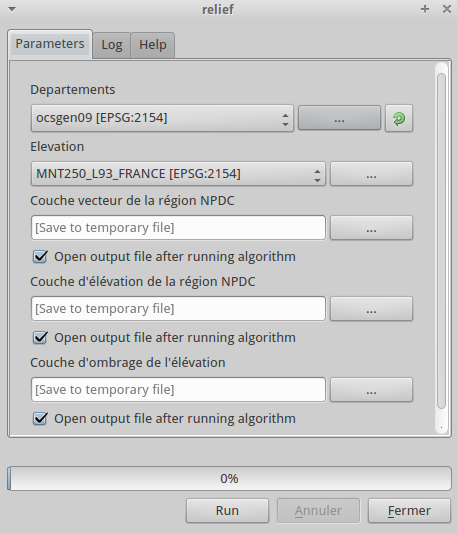 relief
Parameters Log Help
Departements
ocsgen09 [EPSG:2154] ...
Elevation
MNT250_L93_FRANCE [EPSG:2154] ...
Couche vecteur de la région NPDC
[Save to temporary file] ...
Open output file after running algorithm
Couche d'élévation de la région NPDC
[Save to temporary file] ...
Open output file after running algorithm
Couche d'ombrage de l'élévation
[Save to temporary file] ...
Open output file after running algorithm
0%
Run Annuler Fermer